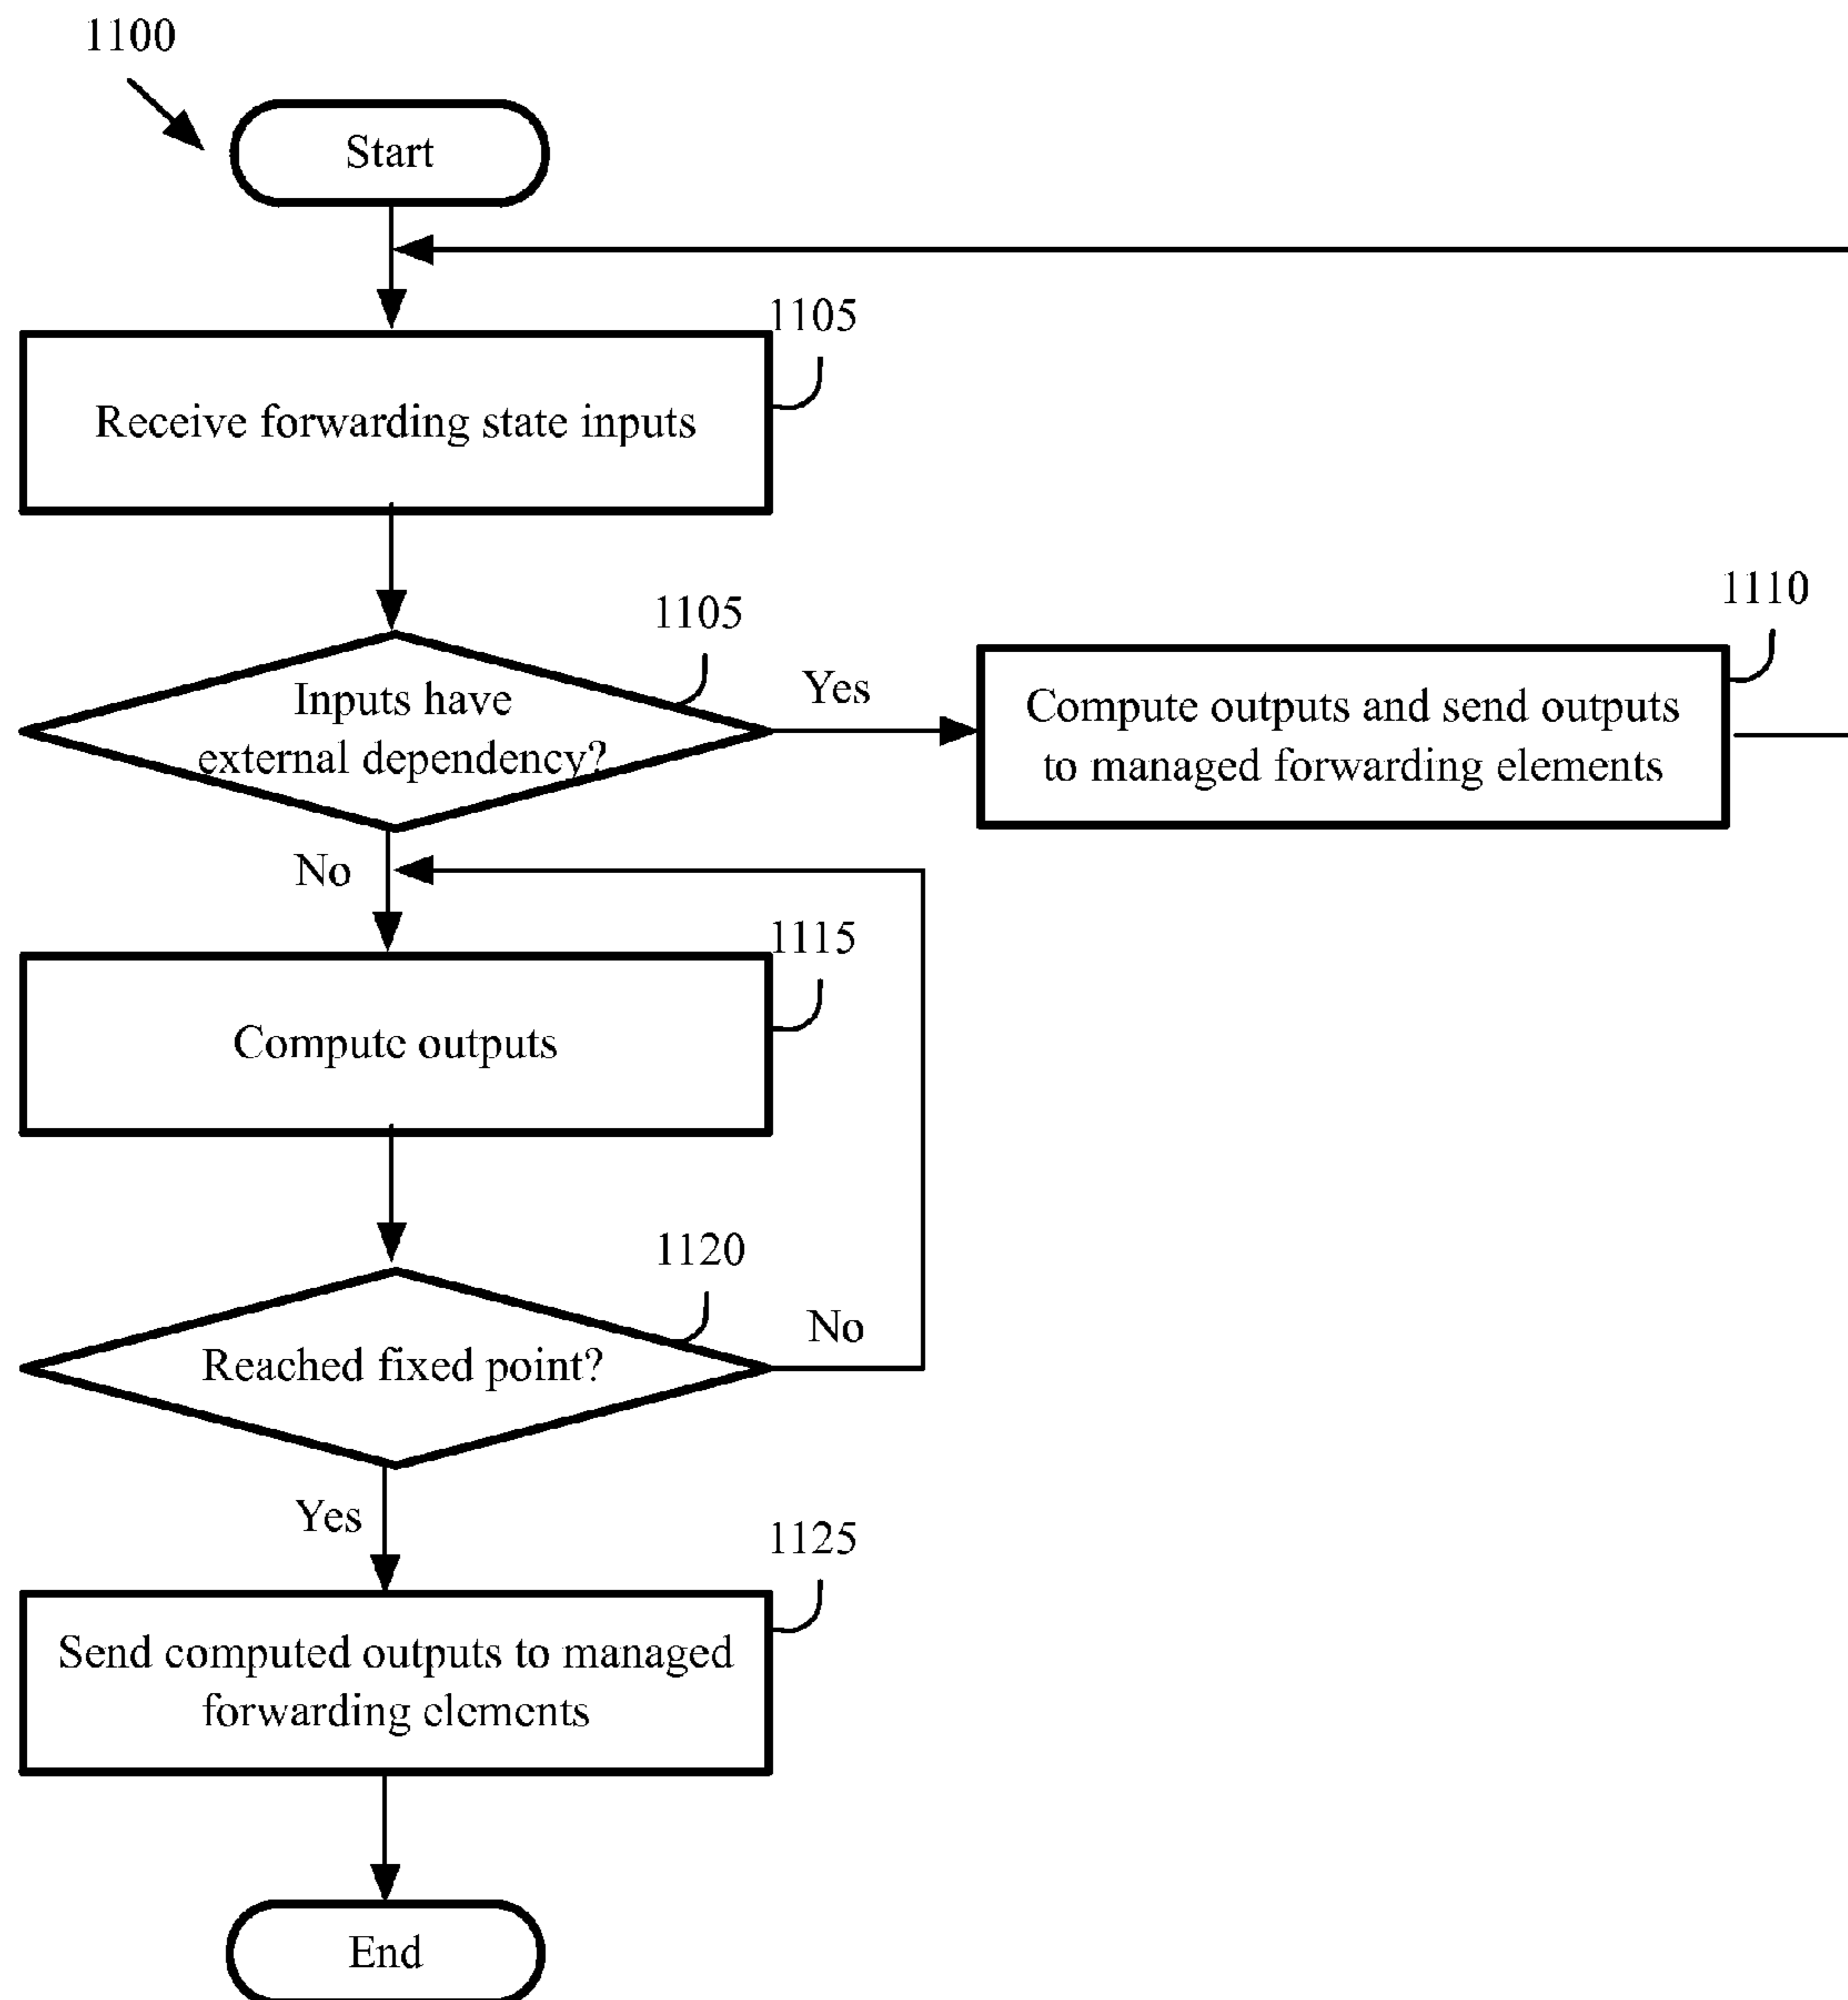 1100
Start
1105
Receive forwarding state inputs
1105
Inputs have
external dependency?
Yes
1110
Compute outputs and send outputs
to managed forwarding elements
No
1115
Compute outputs
1120
Reached fixed point?
No
Yes
1125
Send computed outputs to managed
forwarding elements
End